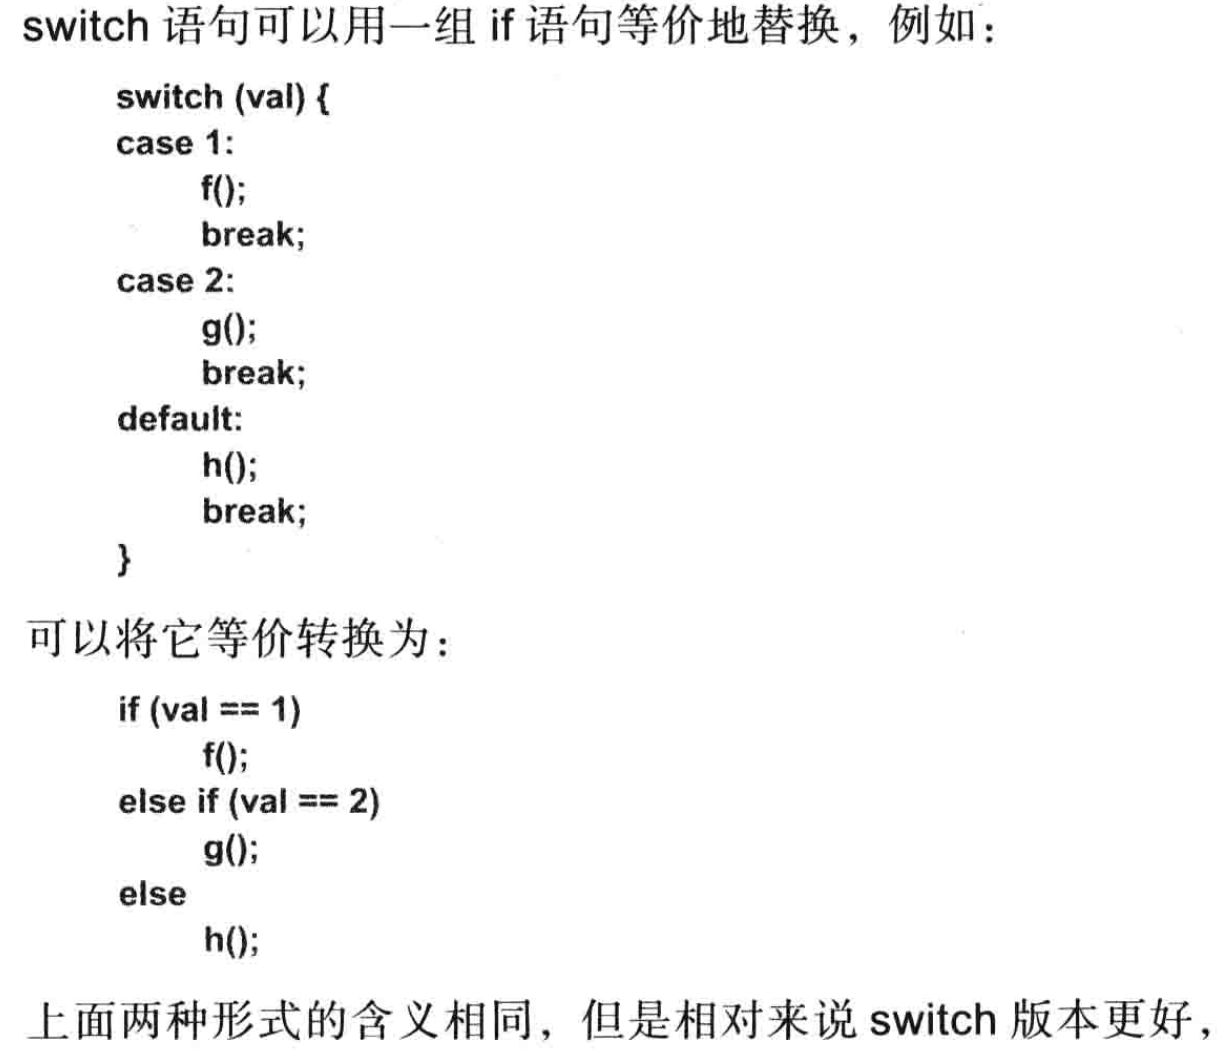 switch 语句可以用一组 if 语句等价地替换，例如：
switch (val) {
case 1:
f();
break;
case 2:
g();
break;
default:
h();
break;
}
可以将它等价转换为：
if (val == 1)
f();
else if (val == 2)
g();
else
h();
上面两种形式的含义相同，但是相对来说 switch 版本更好，